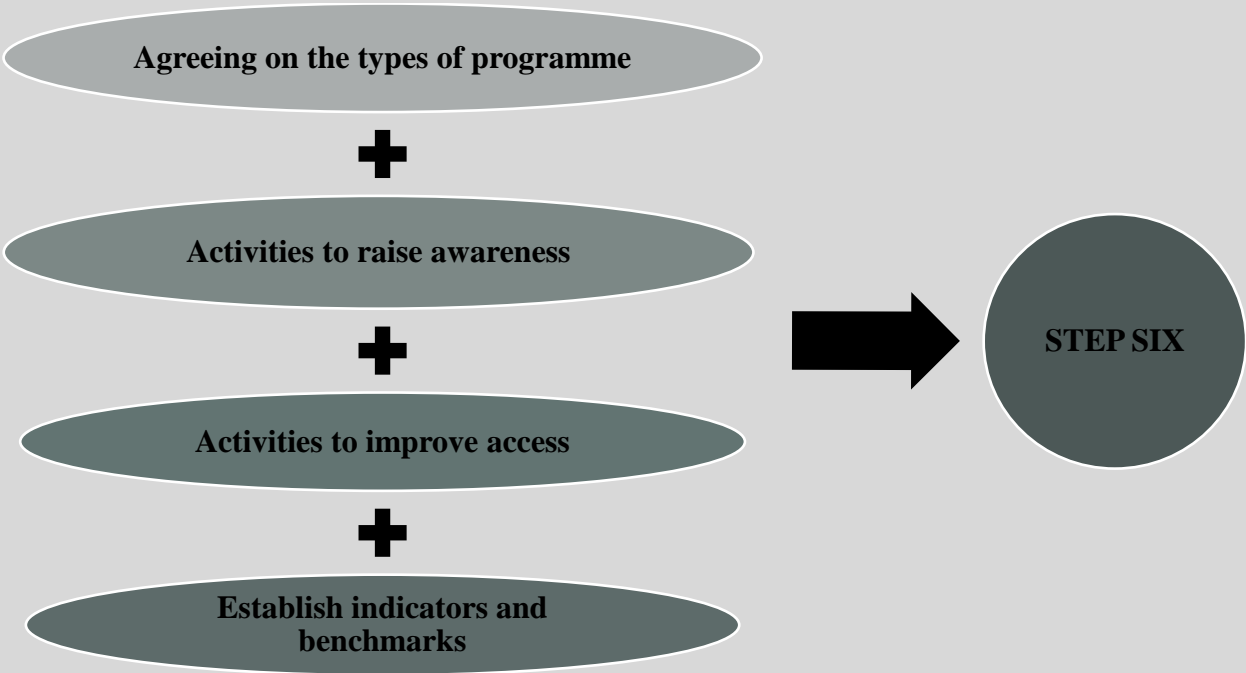 Agreeing on the types of programme
Activities to raise awareness
Activities to improve access
Establish indicators and
benchmarks
STEP SIX